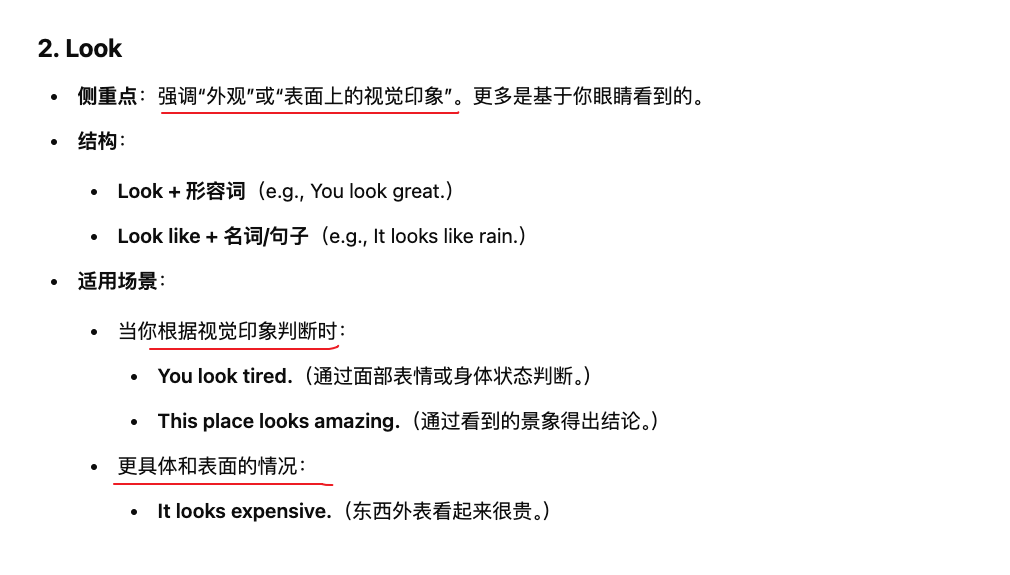 2. Look
• 侧重点：强调“外观”或“表面上的视觉印象”。更多是基于你眼睛看到的。
• 结构：
• Look + 形容词（e.g., You look great.）
• Look like + 名词/句子（e.g., It looks like rain.）
• 适用场景：
• 当你根据视觉印象判断时：
• You look tired.（通过面部表情或身体状态判断。）
• This place looks amazing.（通过看到的景象得出结论。）
• 更具体和表面的情况：
• It looks expensive.（东西外表看起来很贵。）